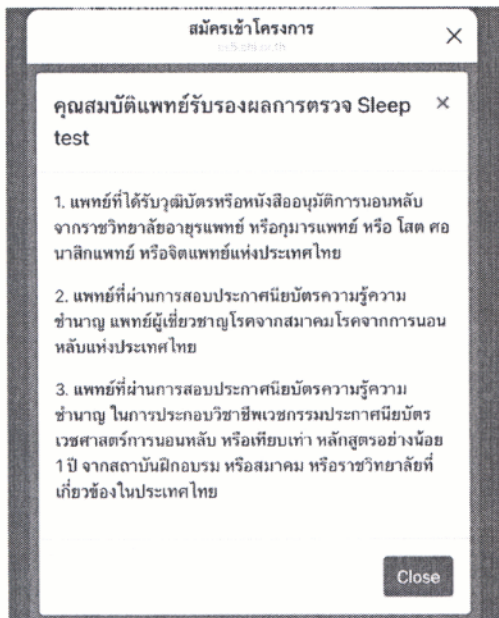 สมัครเข้าโครงการ
คุณสมบัติแพทย์รับรองผลการตรวจ Sleep
test
1. แพทย์ที่ได้รับวุฒิบัตรหรือหนังสืออนุมัติการนอนหลับ
จากราชวิทยาลัยอายุรแพทย์ หรือกุมารแพทย์ หรือ โสต ศอ
นาสิกแพทย์ หรือจิตแพทย์แห่งประเทศไทย
2. แพทย์ที่ผ่านการสอบประกาศนียบัตรความรู้ความ
ชำนาญ แพทย์ผู้เชี่ยวชาญโรคจากสมาคมโรคจากการนอน
หลับแห่งประเทศไทย
3. แพทย์ที่ผ่านการสอบประกาศนียบัตรความรู้ความ
ชำนาญ ในการประกอบวิชาชีพเวชกรรมประกาศนียบัตร
เวชศาสตร์การนอนหลับ หรือเทียบเท่า หลักสูตรอย่างน้อย
1 ปี จากสถาบันฝึกอบรม หรือสมาคม หรือราชวิทยาลัยที่
เกี่ยวข้องในประเทศไทย
Close